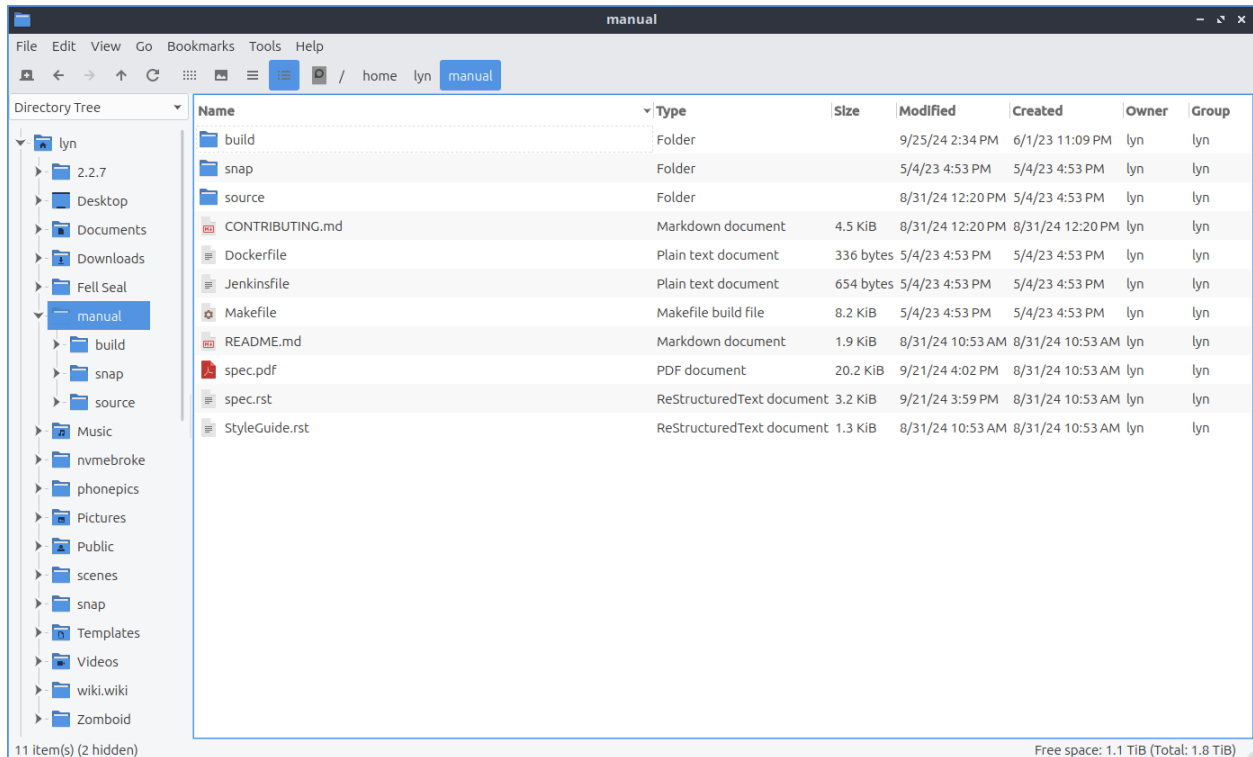 manual
File Edit View Go Bookmarks Tools Help
/ home lyn manual
Directory Tree
Name Type Size Modified Created Owner Group
lyn
2.2.7
Desktop
Documents
Downloads
Fell Seal
manual
build
snap
source
Music
nvmebroke
phonepics
Pictures
Public
scenes
snap
Templates
Videos
wiki.wiki
Zomboid
build Folder 9/25/24 2:34 PM 6/1/23 11:09 PM lyn lyn
snap Folder 5/4/23 4:53 PM 5/4/23 4:53 PM lyn lyn
source Folder 8/31/24 12:20 PM 5/4/23 4:53 PM lyn lyn
CONTRIBUTING.md Markdown document 4.5 KiB 8/31/24 12:20 PM 8/31/24 12:20 PM lyn lyn
Dockerfile Plain text document 336 bytes 5/4/23 4:53 PM 5/4/23 4:53 PM lyn lyn
Jenkinsfile Plain text document 654 bytes 5/4/23 4:53 PM 5/4/23 4:53 PM lyn lyn
Makefile Makefile build file 8.2 KiB 5/4/23 4:53 PM 5/4/23 4:53 PM lyn lyn
README.md Markdown document 1.9 KiB 8/31/24 10:53 AM 8/31/24 10:53 AM lyn lyn
spec.pdf PDF document 20.2 KiB 9/21/24 4:02 PM 8/31/24 10:53 AM lyn lyn
spec.rst ReStructuredText document 3.2 KiB 9/21/24 3:59 PM 8/31/24 10:53 AM lyn lyn
StyleGuide.rst ReStructuredText document 1.3 KiB 8/31/24 10:53 AM 8/31/24 10:53 AM lyn lyn
11 item(s) (2 hidden) Free space: 1.1 TiB (Total: 1.8 TiB)